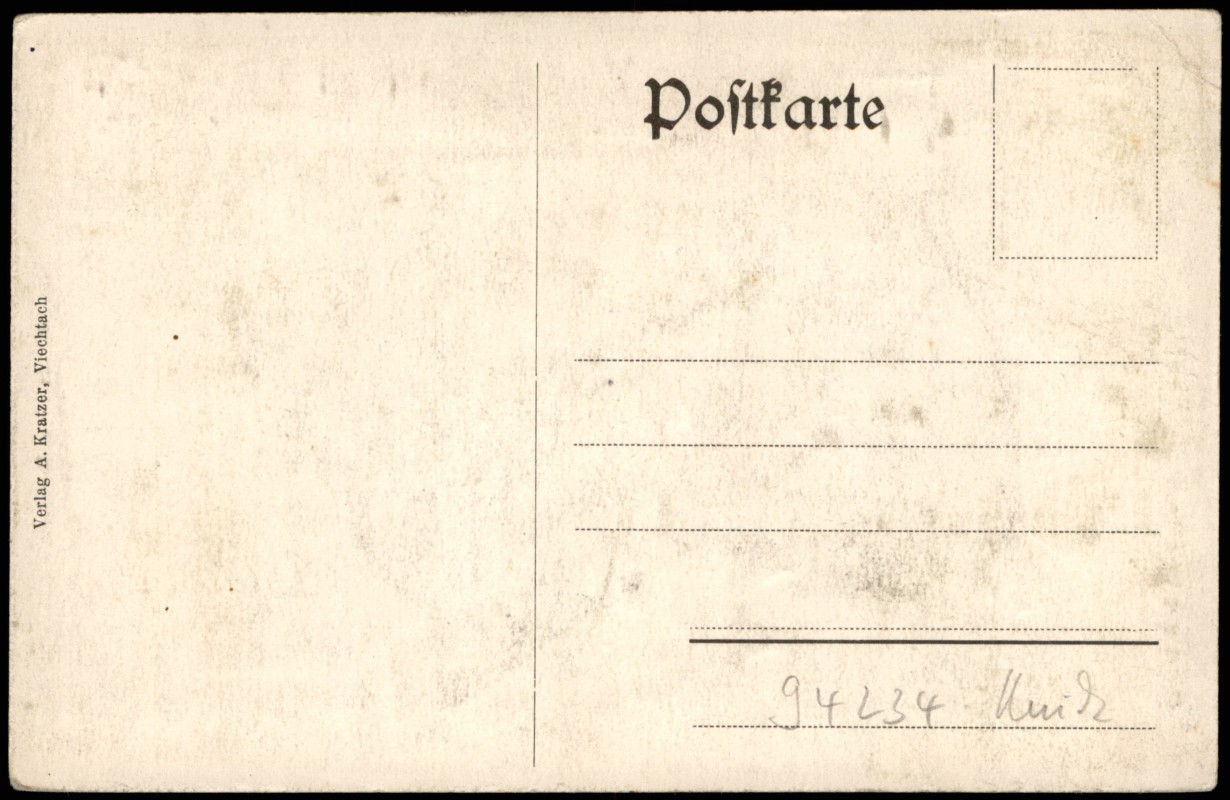 Poſtkarte
Verlag A. Kratzer, Viechtach
94234